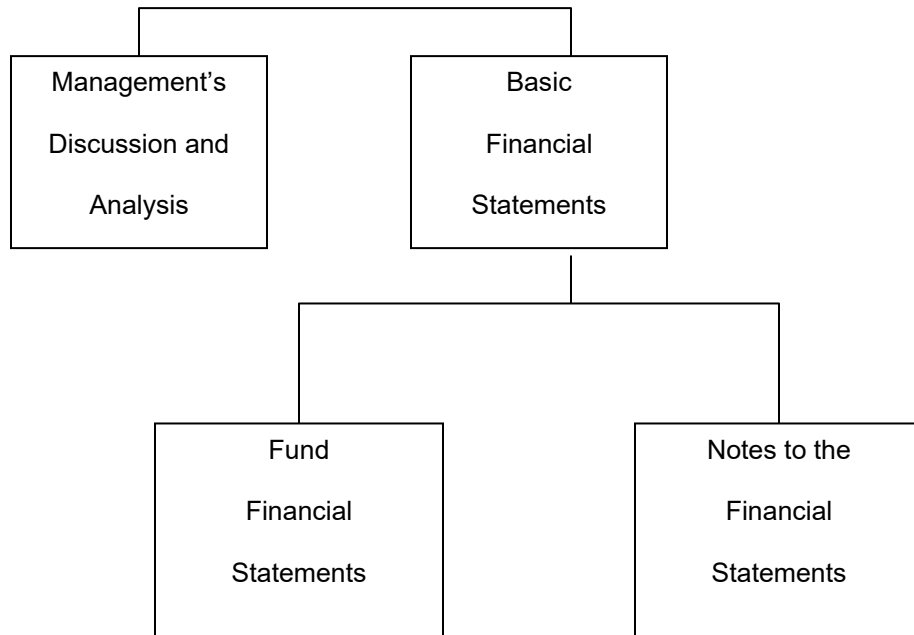 Management’s
Discussion and
Analysis
Basic
Financial
Statements
Fund
Financial
Statements
Notes to the
Financial
Statements